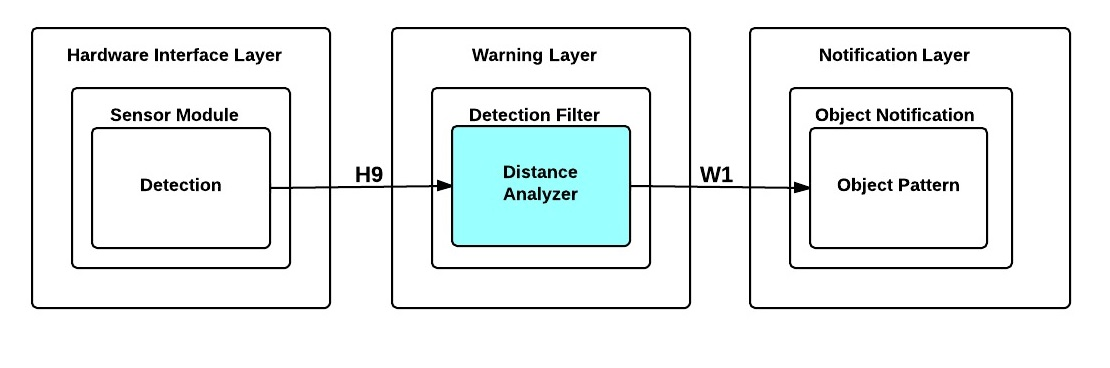 Hardware Interface Layer
Warning Layer
Notification Layer
Sensor Module
Detection Filter
Object Notification
Detection
H9
Distance
Analyzer
W1
Object Pattern